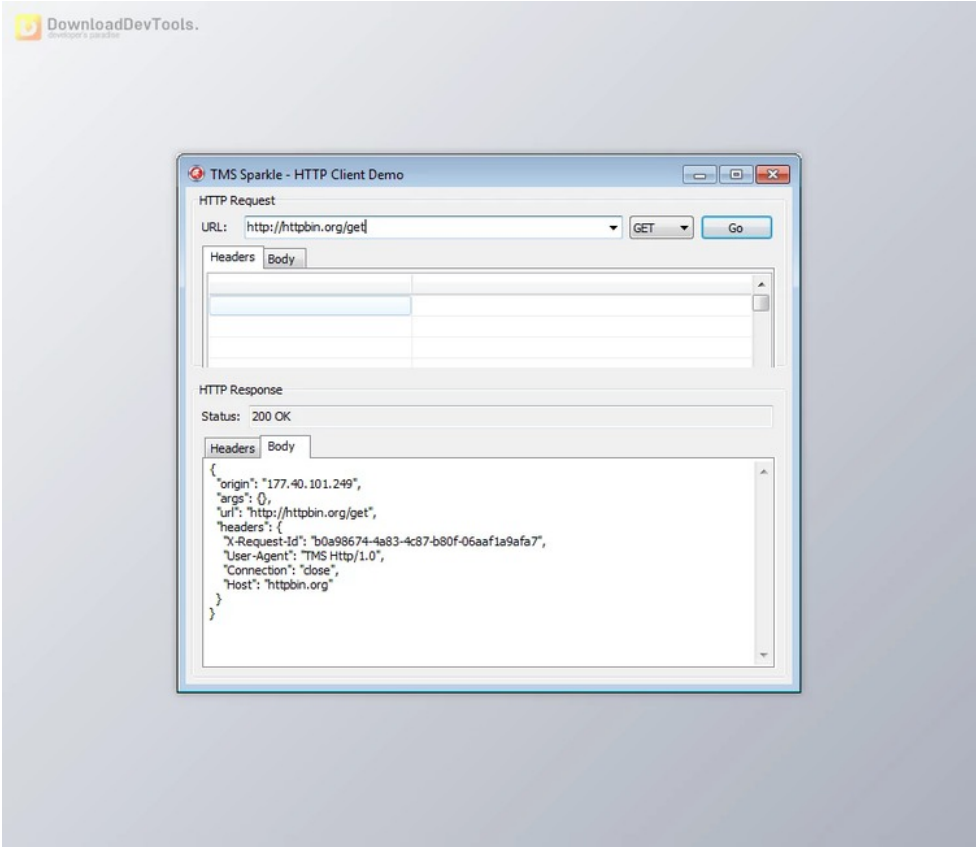 DownloadDevTools.
developer's paradise
TMS Sparkle - HTTP Client Demo
HTTP Request
URL: http://httpbin.org/get GET Go
Headers Body
HTTP Response
Status: 200 OK
Headers Body
{
"origin": "177.40.101.249",
"args": {},
"url": "http://httpbin.org/get",
"headers": {
"X-Request-Id": "b0a98674-4a83-4c87-b80f-06aaf1a9afa7",
"User-Agent": "TMS Http/1.0",
"Connection": "close",
"Host": "httpbin.org"
}
}